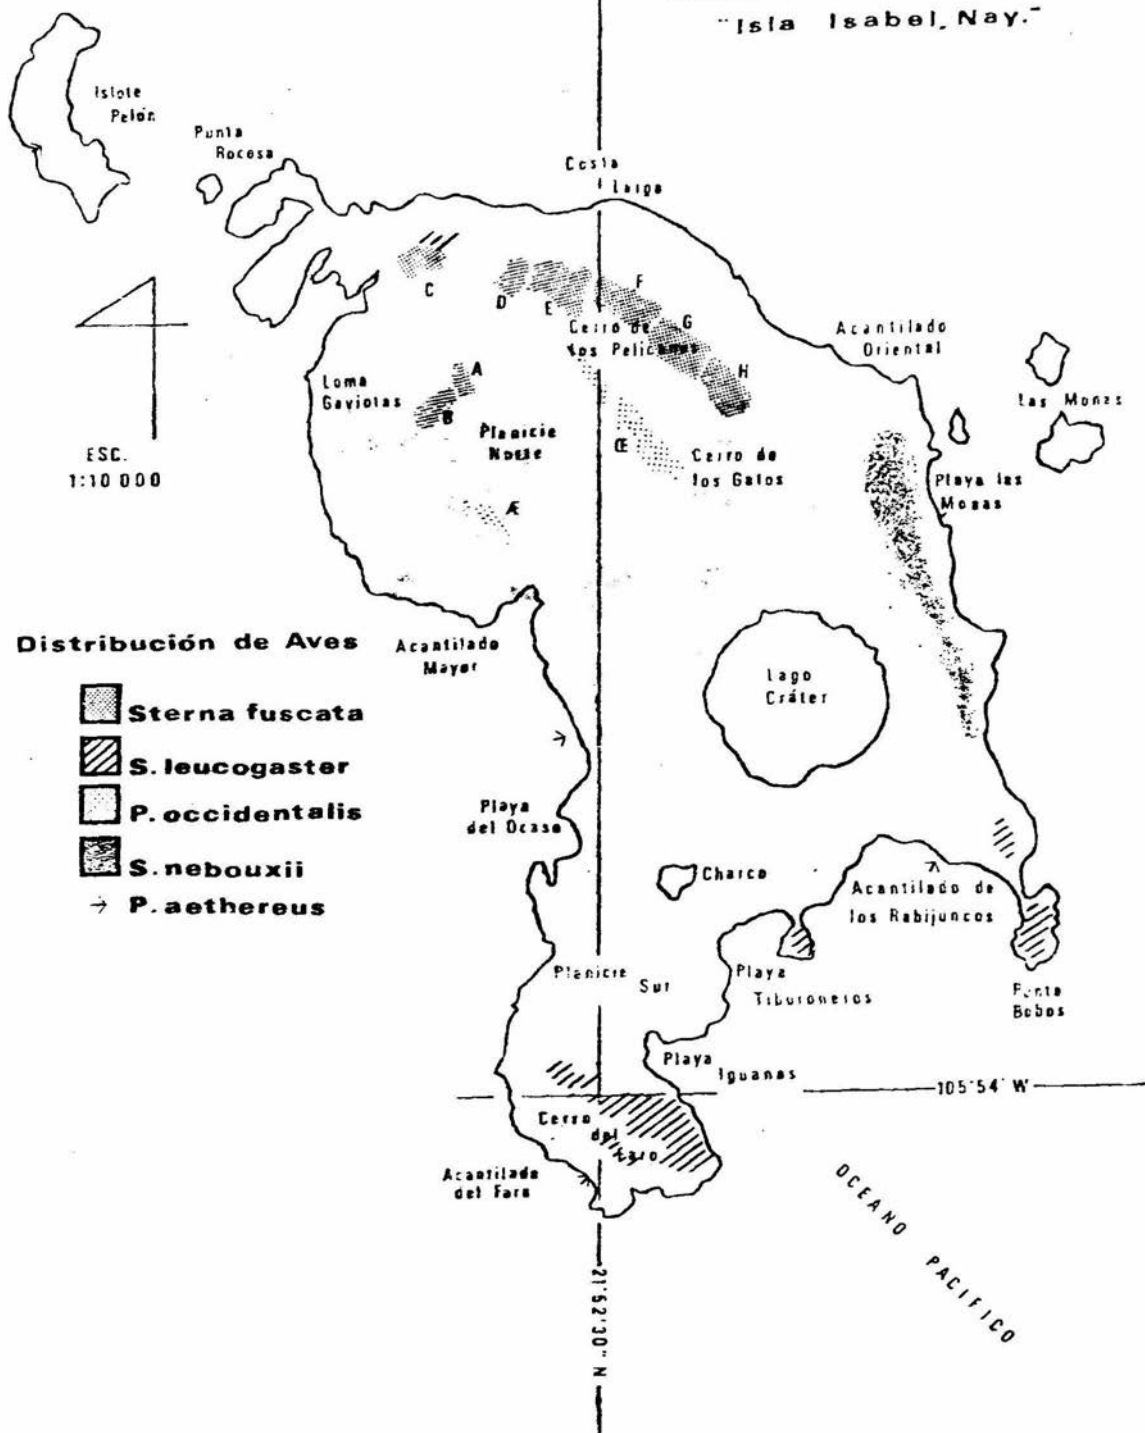 "Isla Isabel, Nay."
Islote
Pelón
Punta
Rocosa
Costa
Larga
C
D
E
F
G
H
Cerro de
los Pelicanos
Acantilado
Oriental
Las Monas
Loma
Gaviotas
A
B
Planicie
Norte
Œ
Cerro de
los Gatos
Playa las
Monas
ESC.
1:10 000
Æ
Acantilado
Mayor
Lago
Cráter
Distribución de Aves
Sterna fuscata
S. leucogaster
P. occidentalis
S. nebouxii
P. aethereus
Playa
del Ocaso
Charco
Acantilado de
los Rabijuncos
Planicie
Sur
Playa
Tiburoneros
Punta
Bobos
Playa
Iguanas
105°54' W
Cerro
del
Faro
Acantilado
del Faro
OCEANO PACIFICO
21°52'30" N